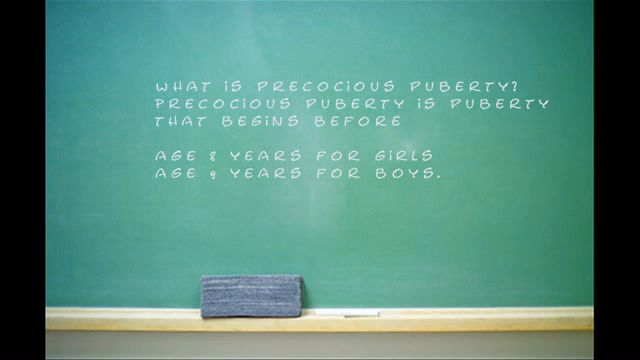 WHAT IS PRECOCIOUS PUBERTY?
PRECOCIOUS PUBERTY IS PUBERTY
THAT BEGINS BEFORE
AGE 8 YEARS FOR GIRLS
AGE 9 YEARS FOR BOYS.